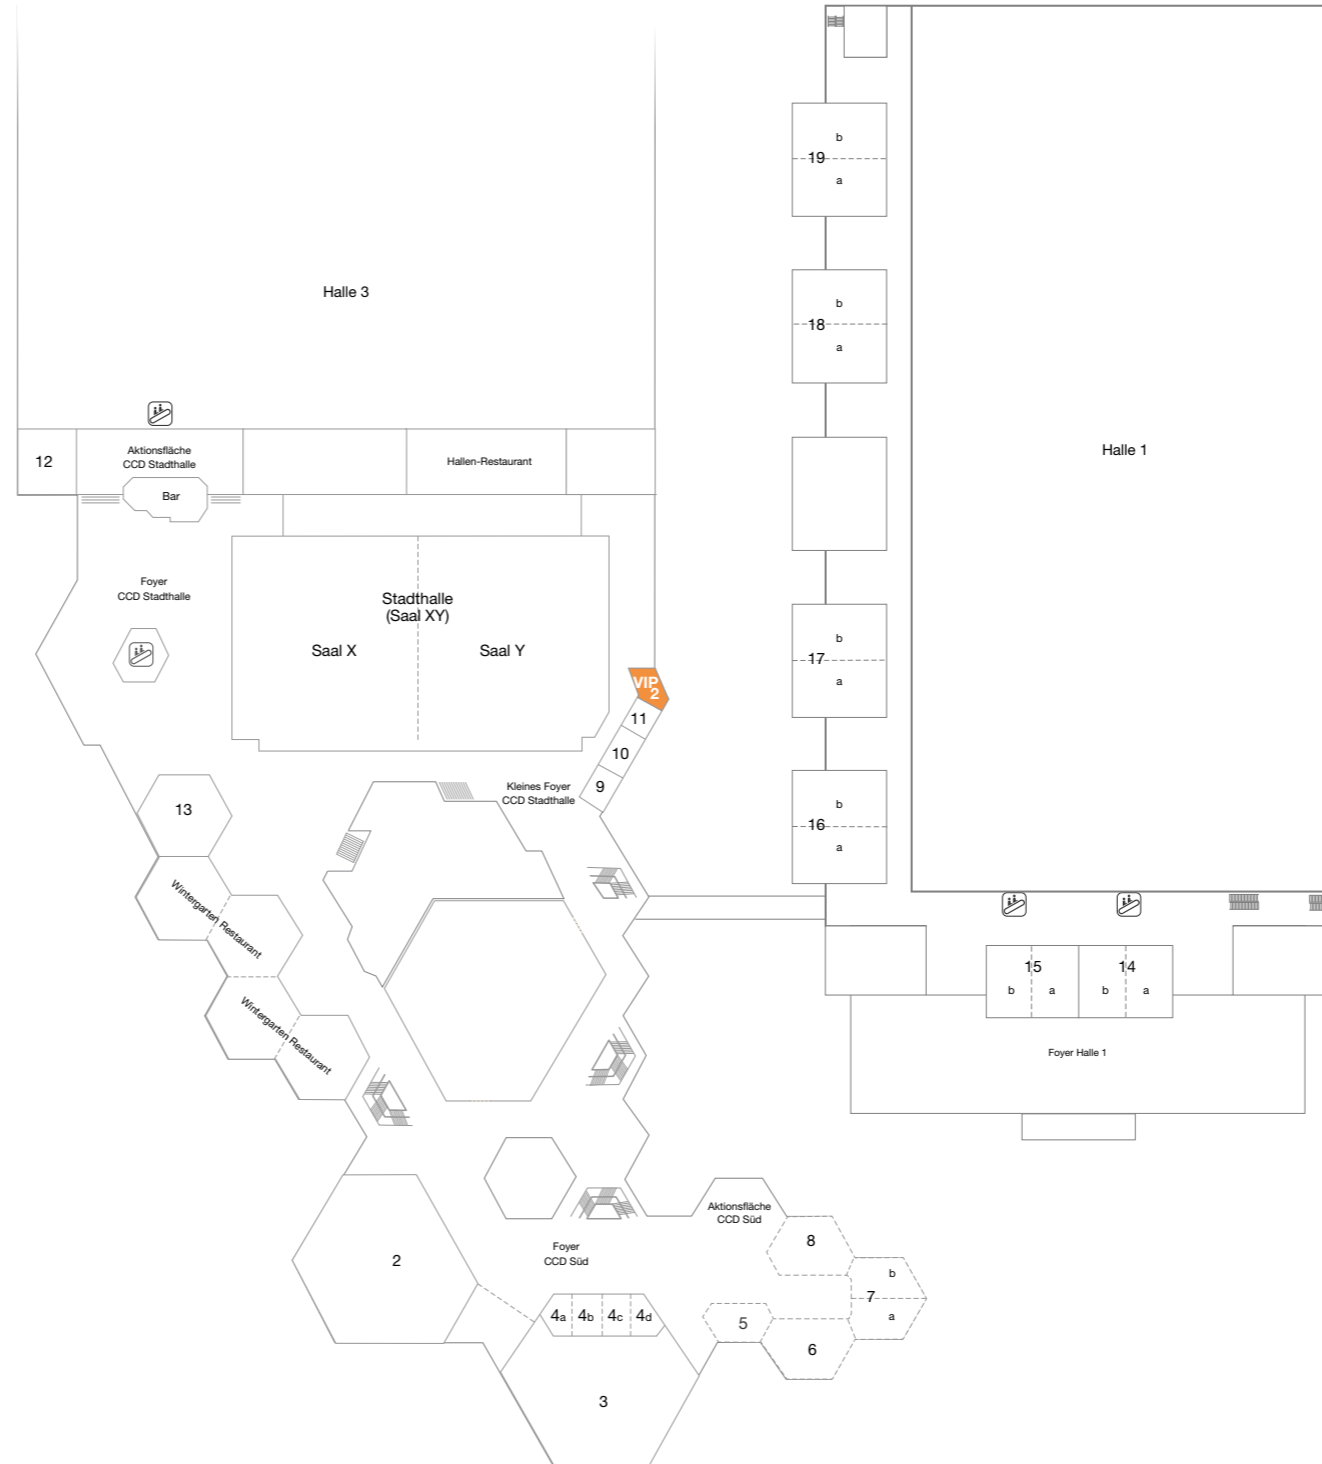 b
19
a
Halle 3
b
18
a
Halle 1
12
Aktionsfläche
CCD Stadthalle
Hallen-Restaurant
Bar
Foyer
CCD Stadthalle
Stadthalle
(Saal XY)
Saal X
Saal Y
b
17
a
VIP
2
11
10
9
Kleines Foyer
CCD Stadthalle
13
b
16
a
Wintergarten Restaurant
Wintergarten Restaurant
15
14
b
a
b
a
Foyer Halle 1
Aktionsfläche
CCD Süd
8
Foyer
CCD Süd
2
b
7
a
4a
4b
4c
4d
5
6
3